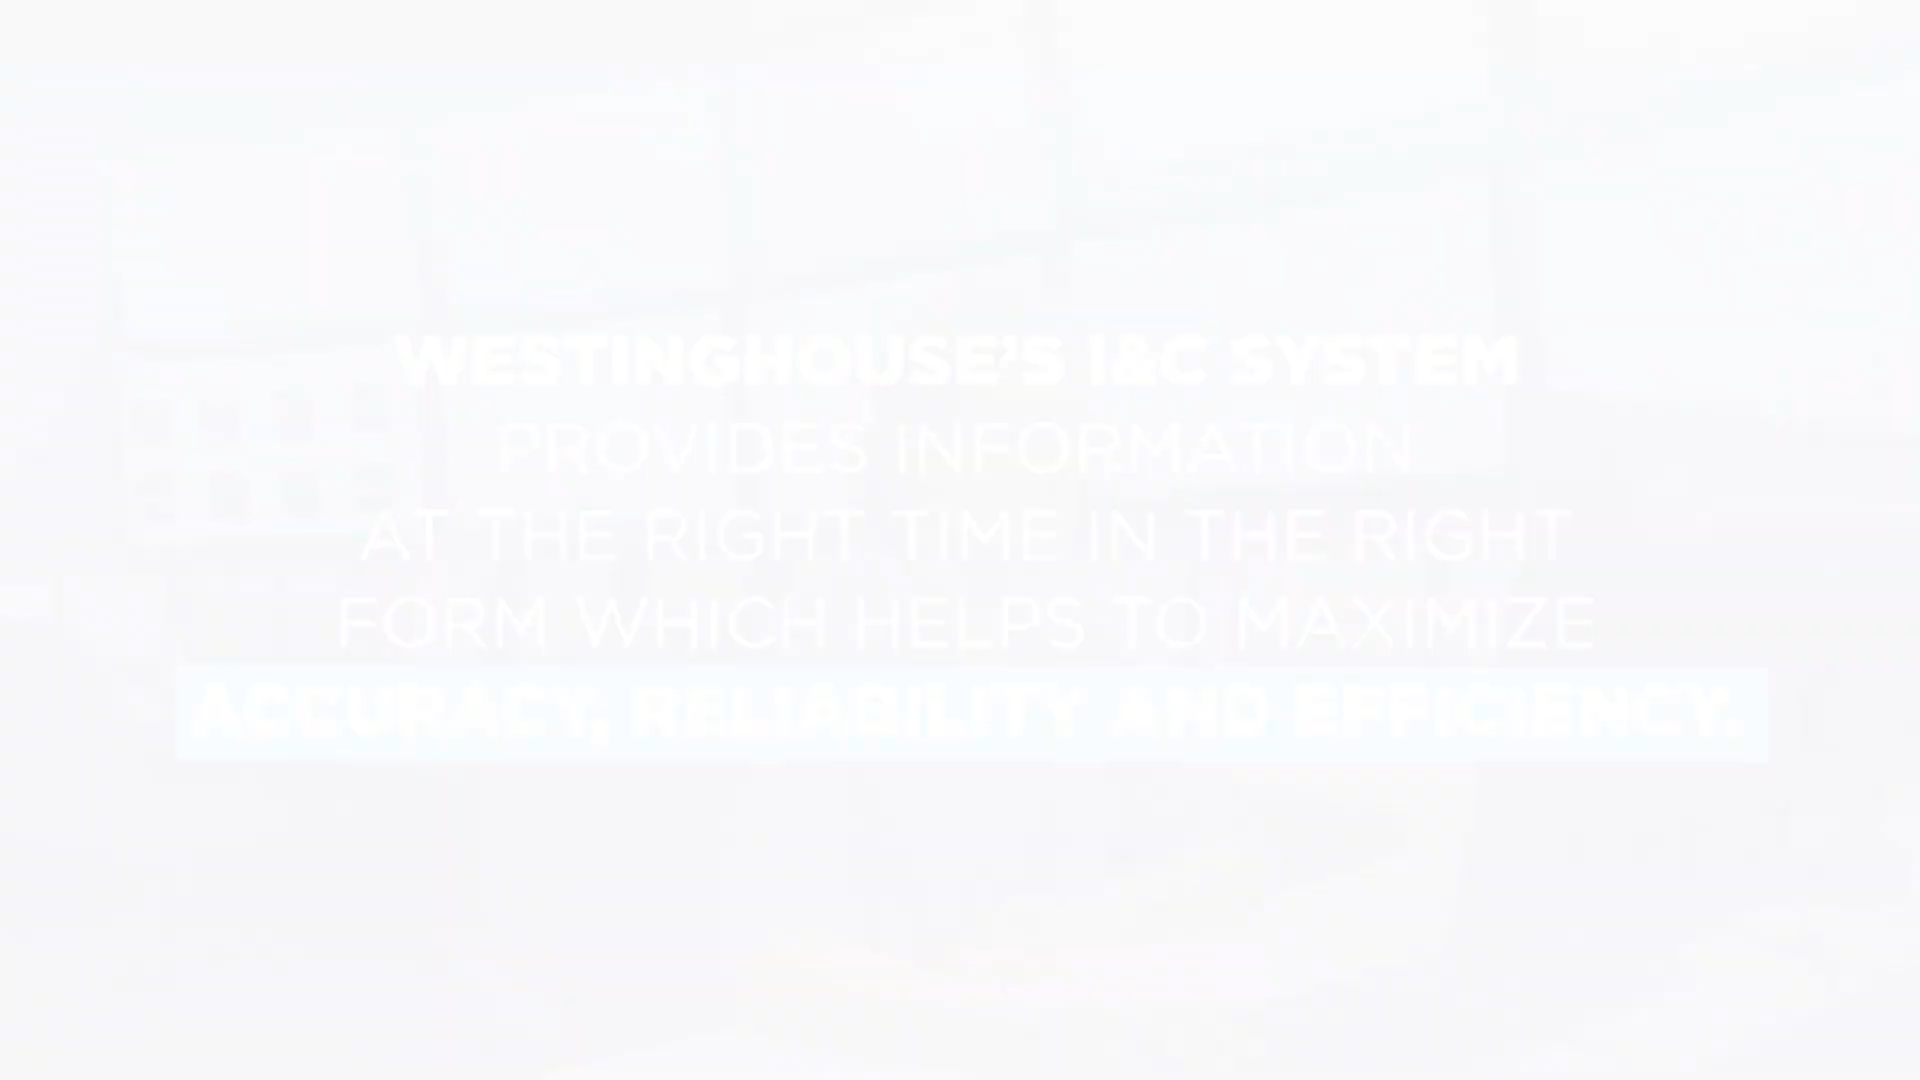 WESTINGHOUSE'S I&C SYSTEM
PROVIDES INFORMATION
AT THE RIGHT TIME IN THE RIGHT
FORM WHICH HELPS TO MAXIMIZE
ACCURACY, RELIABILITY AND EFFICIENCY.